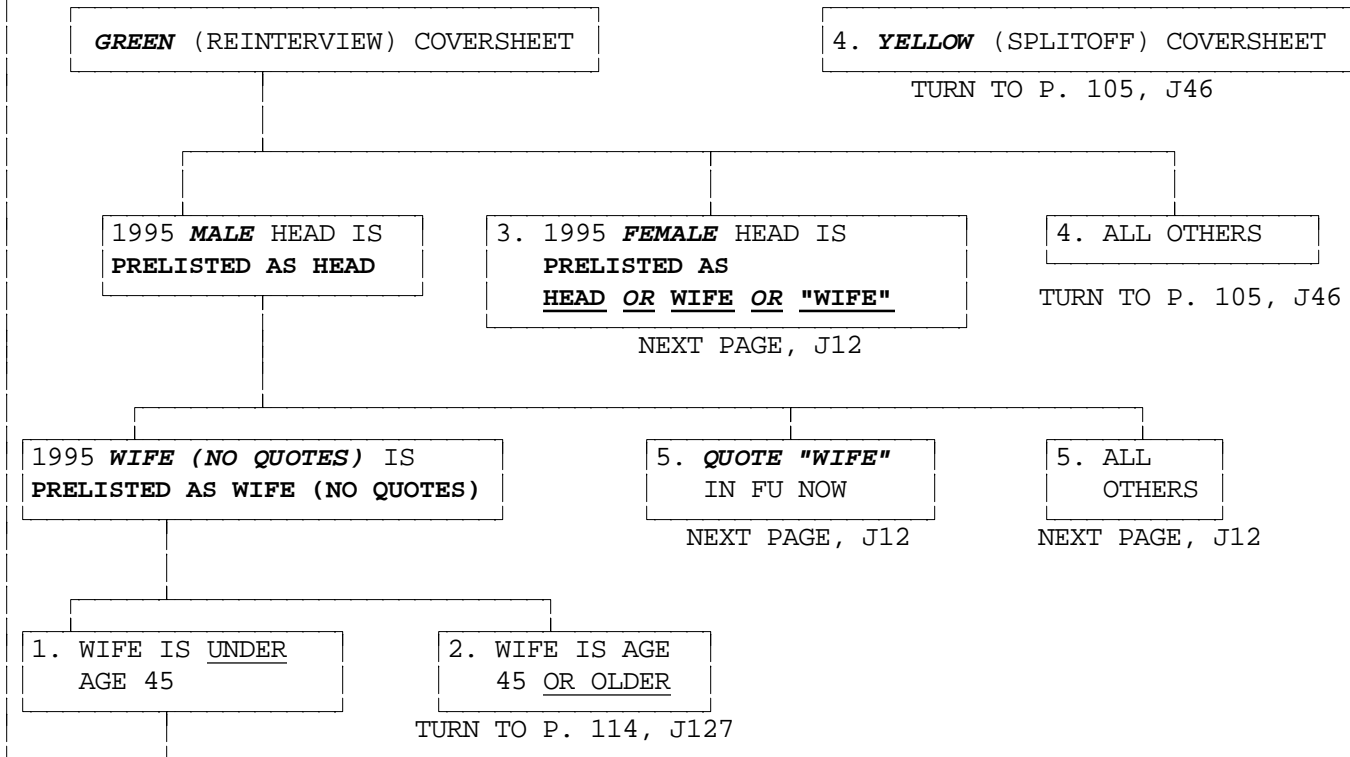 GREEN (REINTERVIEW) COVERSHEET
4. YELLOW (SPLITOFF) COVERSHEET
TURN TO P. 105, J46
1995 MALE HEAD IS
PRELISTED AS HEAD
3. 1995 FEMALE HEAD IS
PRELISTED AS
HEAD OR WIFE OR "WIFE"
NEXT PAGE, J12
4. ALL OTHERS
TURN TO P. 105, J46
1995 WIFE (NO QUOTES) IS
PRELISTED AS WIFE (NO QUOTES)
5. QUOTE "WIFE"
IN FU NOW
NEXT PAGE, J12
5. ALL
OTHERS
NEXT PAGE, J12
1. WIFE IS UNDER
AGE 45
2. WIFE IS AGE
45 OR OLDER
TURN TO P. 114, J127